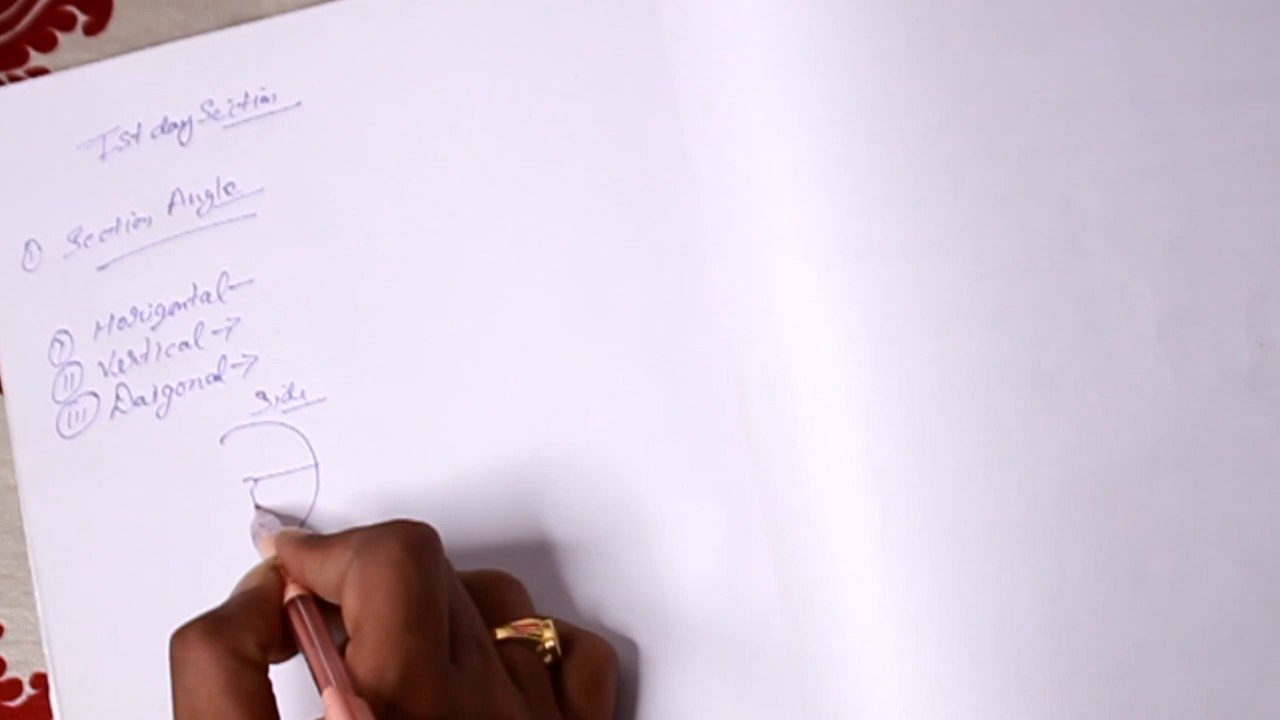 Ist day Section
① Section Angle
Ⓘ Horizontal-
ⒾⒾ Vertical →
ⒾⒾⒾ Daigonal →
Side